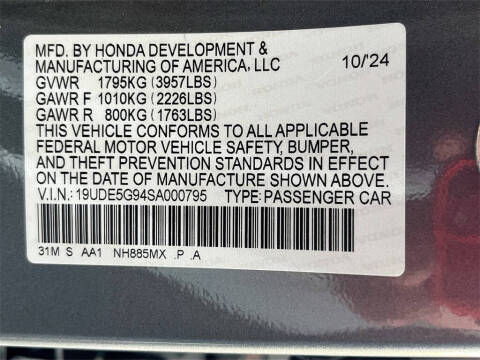 MFD. BY HONDA DEVELOPMENT &
MANUFACTURING OF AMERICA, LLC 10/24
GVWR 1795KG (3957LBS)
GAWR F 1010KG (2226LBS)
GAWR R 800KG (1763LBS)
THIS VEHICLE CONFORMS TO ALL APPLICABLE
FEDERAL MOTOR VEHICLE SAFETY, BUMPER,
AND THEFT PREVENTION STANDARDS IN EFFECT
ON THE DATE OF MANUFACTURE SHOWN ABOVE.
V.I.N.:19UDE5G94SA000795 TYPE:PASSENGER CAR
31M S AA1 NH885MX .P .A